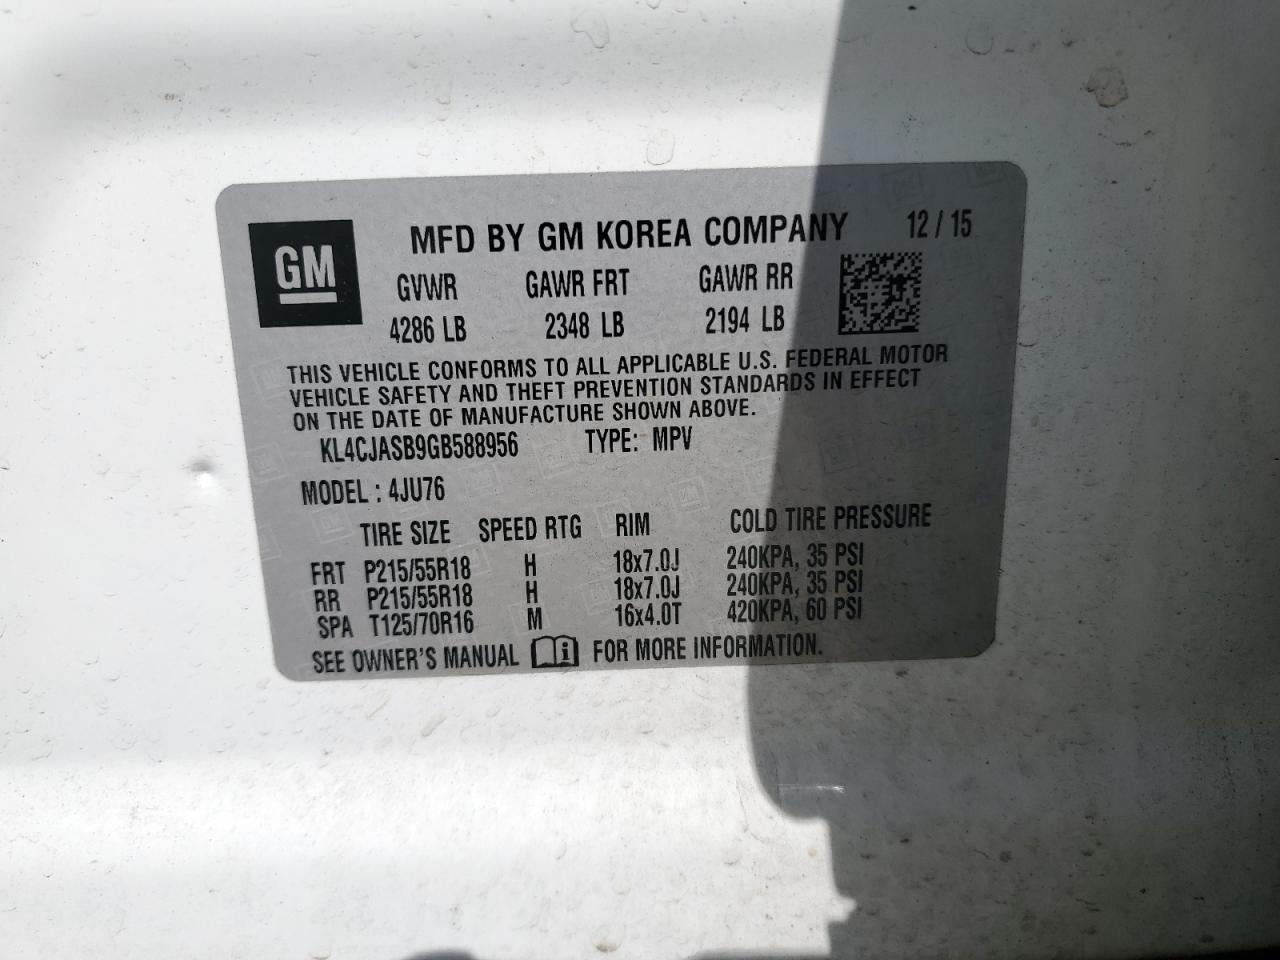 GM
MFD BY GM KOREA COMPANY 12 / 15
GVWR GAWR FRT GAWR RR
4286 LB 2348 LB 2194 LB
THIS VEHICLE CONFORMS TO ALL APPLICABLE U.S. FEDERAL MOTOR
VEHICLE SAFETY AND THEFT PREVENTION STANDARDS IN EFFECT
ON THE DATE OF MANUFACTURE SHOWN ABOVE.
KL4CJASB9GB588956 TYPE: MPV
MODEL : 4JU76
TIRE SIZE SPEED RTG RIM COLD TIRE PRESSURE
FRT P215/55R18 H 18x7.0J 240KPA, 35 PSI
RR P215/55R18 H 18x7.0J 240KPA, 35 PSI
SPA T125/70R16 M 16x4.0T 420KPA, 60 PSI
SEE OWNER'S MANUAL i FOR MORE INFORMATION.